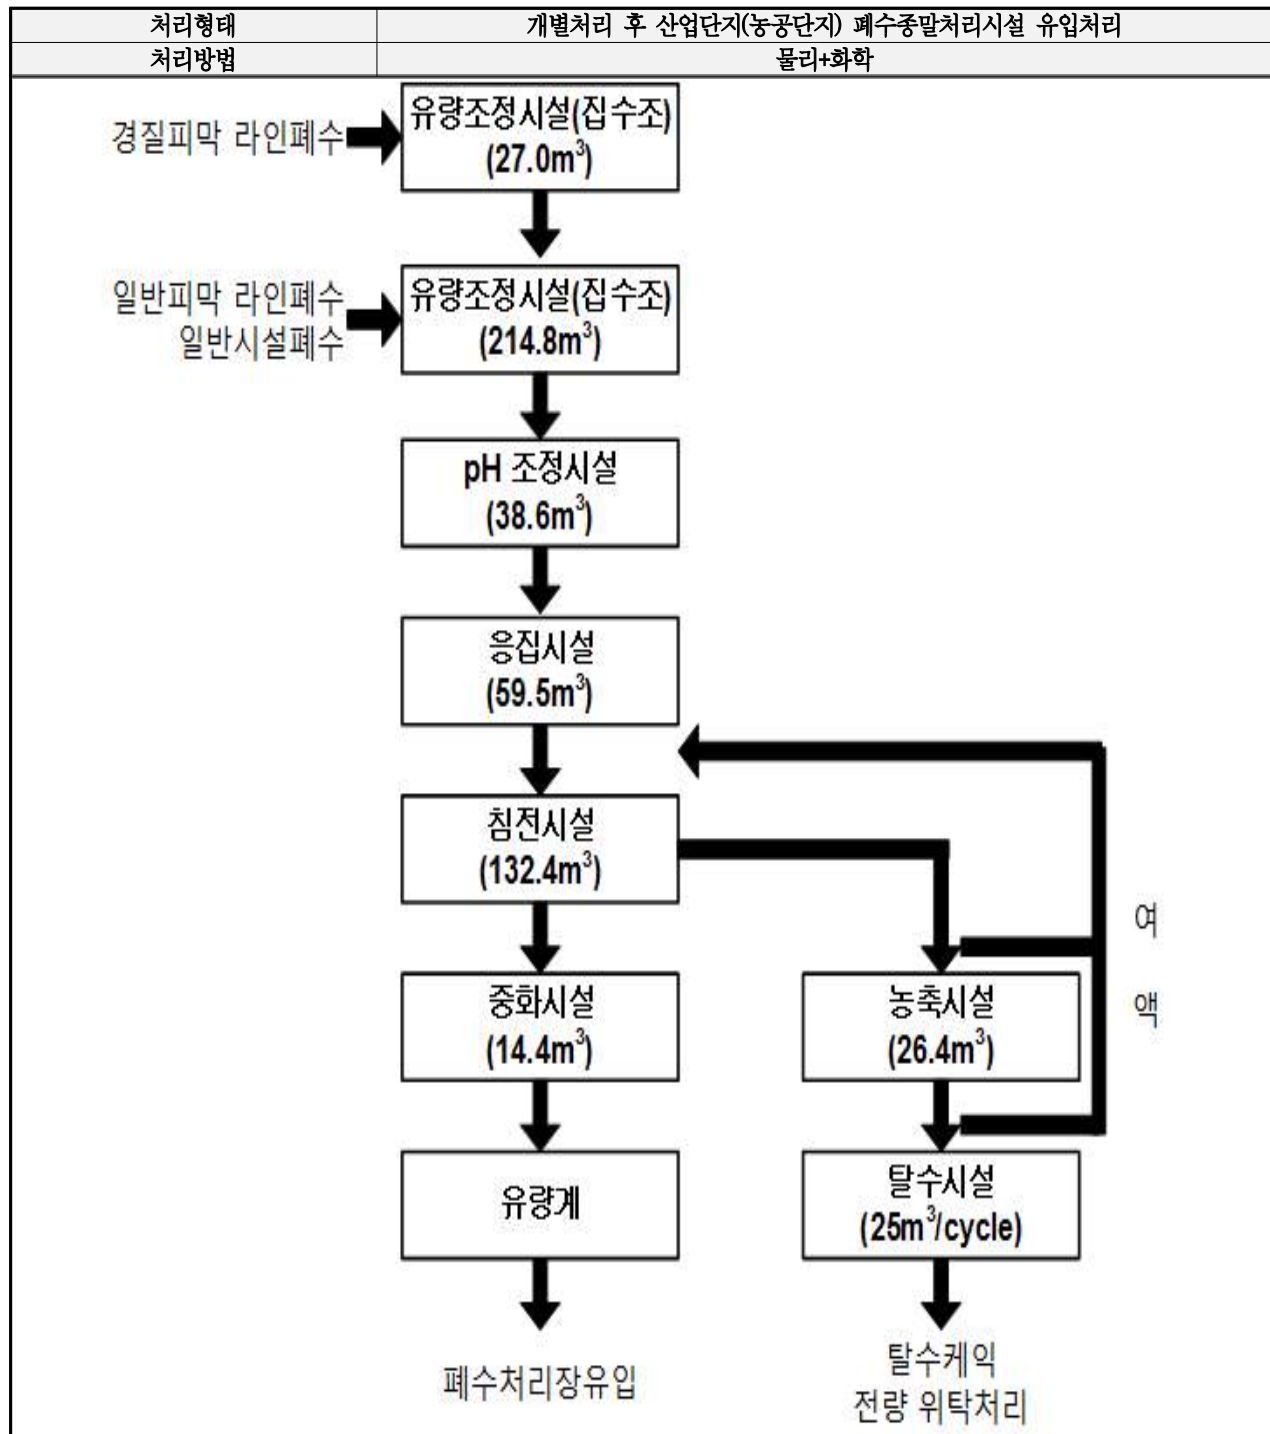 처리형태 개별처리 후 산업단지(농공단지) 폐수종말처리시설 유입처리
처리방법 물리+화학
경질피막 라인폐수
유량조정시설(집수조)
(27.0m³)
일반피막 라인폐수
일반시설폐수
유량조정시설(집수조)
(214.8m³)
pH 조정시설
(38.6m³)
응집시설
(59.5m³)
침전시설
(132.4m³)
여
액
중화시설
(14.4m³)
농축시설
(26.4m³)
유량계
탈수시설
(25m³/cycle)
폐수처리장유입
탈수케익
전량 위탁처리